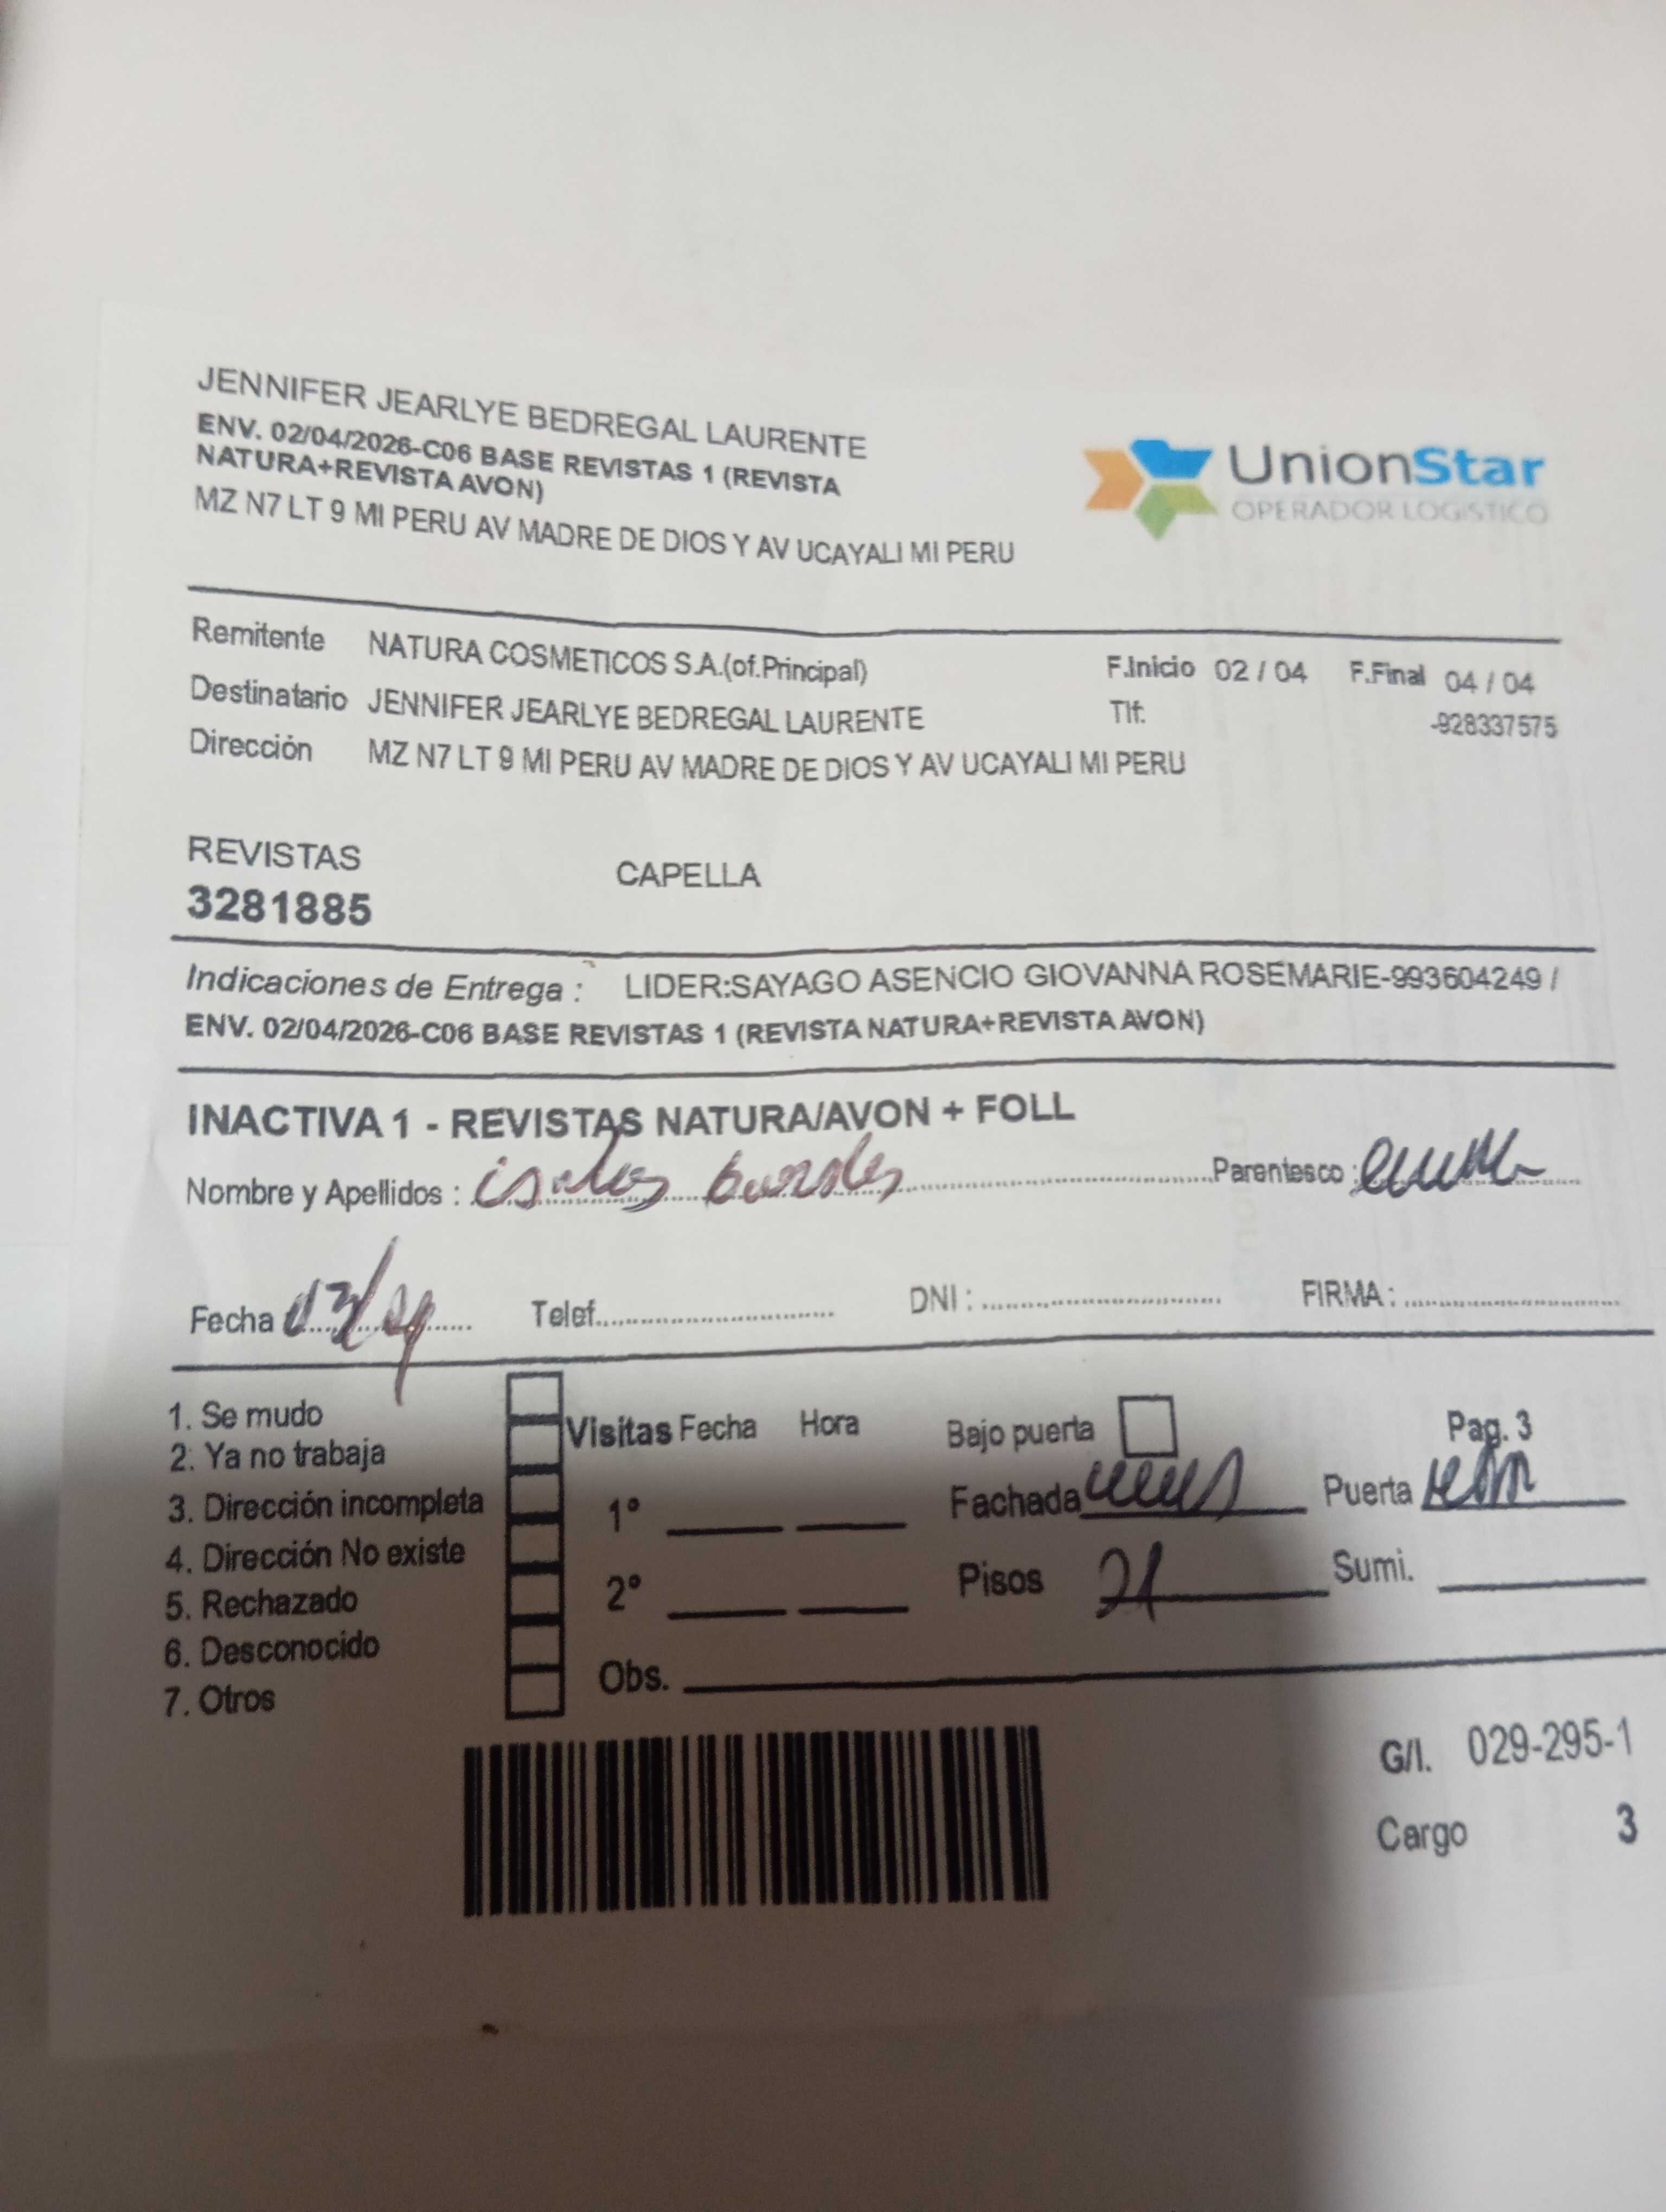 JENNIFER JEARLYE BEDREGAL LAURENTE
ENV. 02/04/2026-C06 BASE REVISTAS 1 (REVISTA
NATURA+REVISTA AVON)
MZ N7 LT 9 MI PERU AV MADRE DE DIOS Y AV UCAYALI MI PERU
UnionStar
OPERADOR LOGISTICO
Remitente NATURA COSMETICOS S.A.(of.Principal) F.Inicio 02 / 04 F.Final 04 / 04
Destinatario JENNIFER JEARLYE BEDREGAL LAURENTE Tlf: -928337575
Dirección MZ N7 LT 9 MI PERU AV MADRE DE DIOS Y AV UCAYALI MI PERU
REVISTAS CAPELLA
3281885
Indicaciones de Entrega : LIDER:SAYAGO ASENCIO GIOVANNA ROSEMARIE-993604249 /
ENV. 02/04/2026-C06 BASE REVISTAS 1 (REVISTA NATURA+REVISTA AVON)
INACTIVA 1 - REVISTAS NATURA/AVON + FOLL
Nombre y Apellidos : Parentesco :
Fecha 03/04 Telef. DNI : FIRMA :
1. Se mudo
2. Ya no trabaja
3. Dirección incompleta
4. Dirección No existe
5. Rechazado
6. Desconocido
7. Otros
Visitas Fecha Hora
1°
2°
Obs.
Bajo puerta Pag. 3
Fachada Puerta
Pisos Sumi.
G/I. 029-295-1
Cargo 3